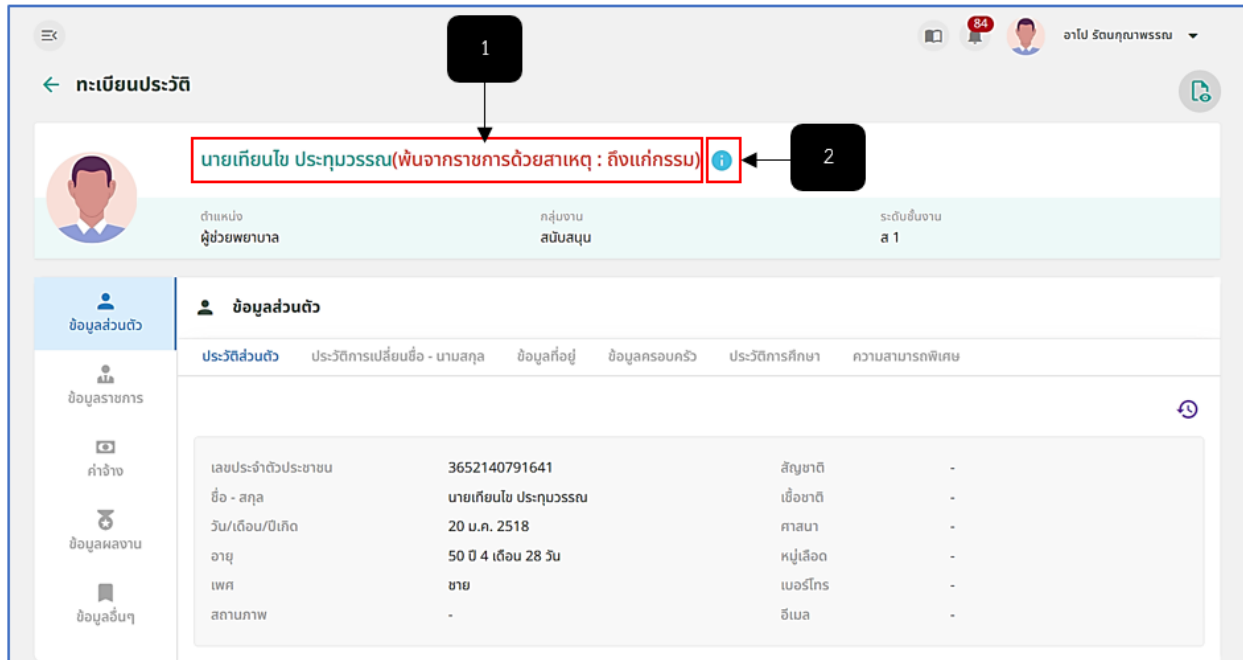 84
อาโป รัตนกุณาพรรณ
1
ทะเบียนประวัติ
นายเทียนไข ประทุมวรรณ(พ้นจากราชการด้วยสาเหตุ : ถึงแก่กรรม)
2
ตำแหน่ง กลุ่มงาน ระดับชั้นงาน
ผู้ช่วยพยาบาล สนับสนุน ส 1
ข้อมูลส่วนตัว
ข้อมูลราชการ
ค่าจ้าง
ข้อมูลผลงาน
ข้อมูลอื่นๆ
ข้อมูลส่วนตัว
ประวัติส่วนตัว ประวัติการเปลี่ยนชื่อ - นามสกุล ข้อมูลที่อยู่ ข้อมูลครอบครัว ประวัติการศึกษา ความสามารถพิเศษ
เลขประจำตัวประชาชน 3652140791641 สัญชาติ -
ชื่อ - สกุล นายเทียนไข ประทุมวรรณ เชื้อชาติ -
วัน/เดือน/ปีเกิด 20 ม.ค. 2518 ศาสนา -
อายุ 50 ปี 4 เดือน 28 วัน หมู่เลือด -
เพศ ชาย เบอร์โทร -
สถานภาพ - อีเมล -